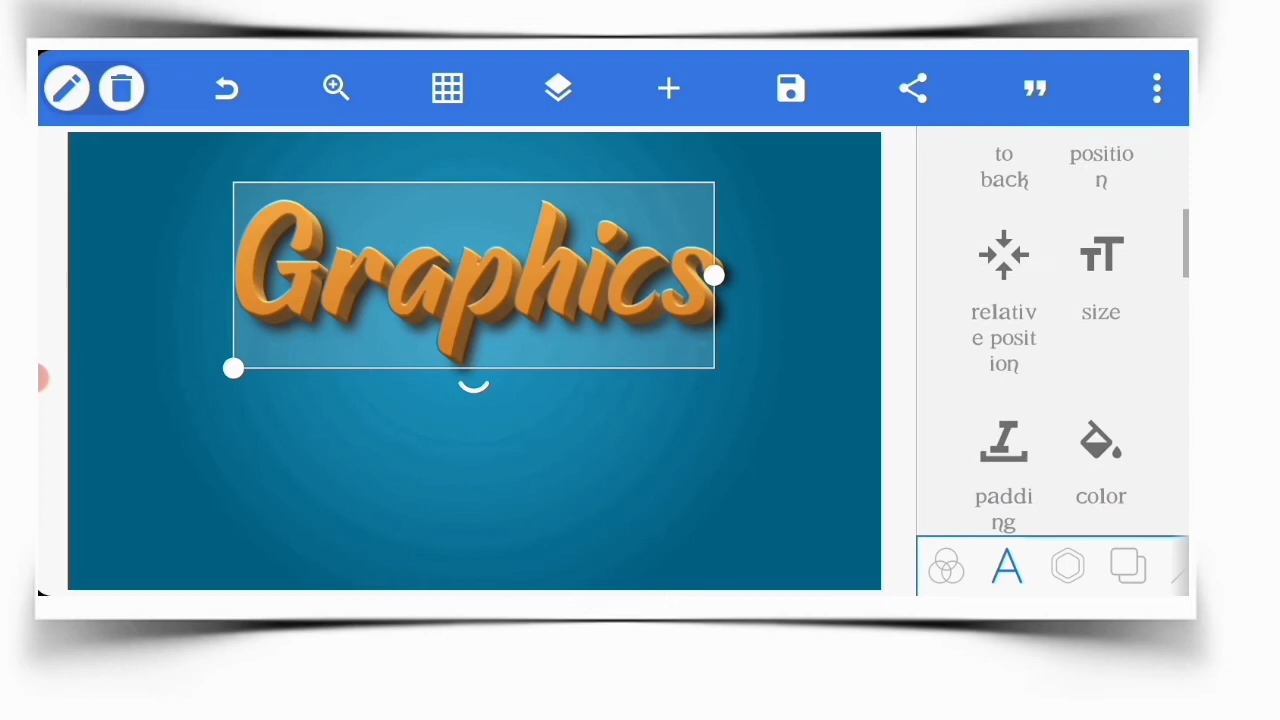 Graphics
to
back
positio
n
relativ
e posit
ion
size
paddi
ng
color